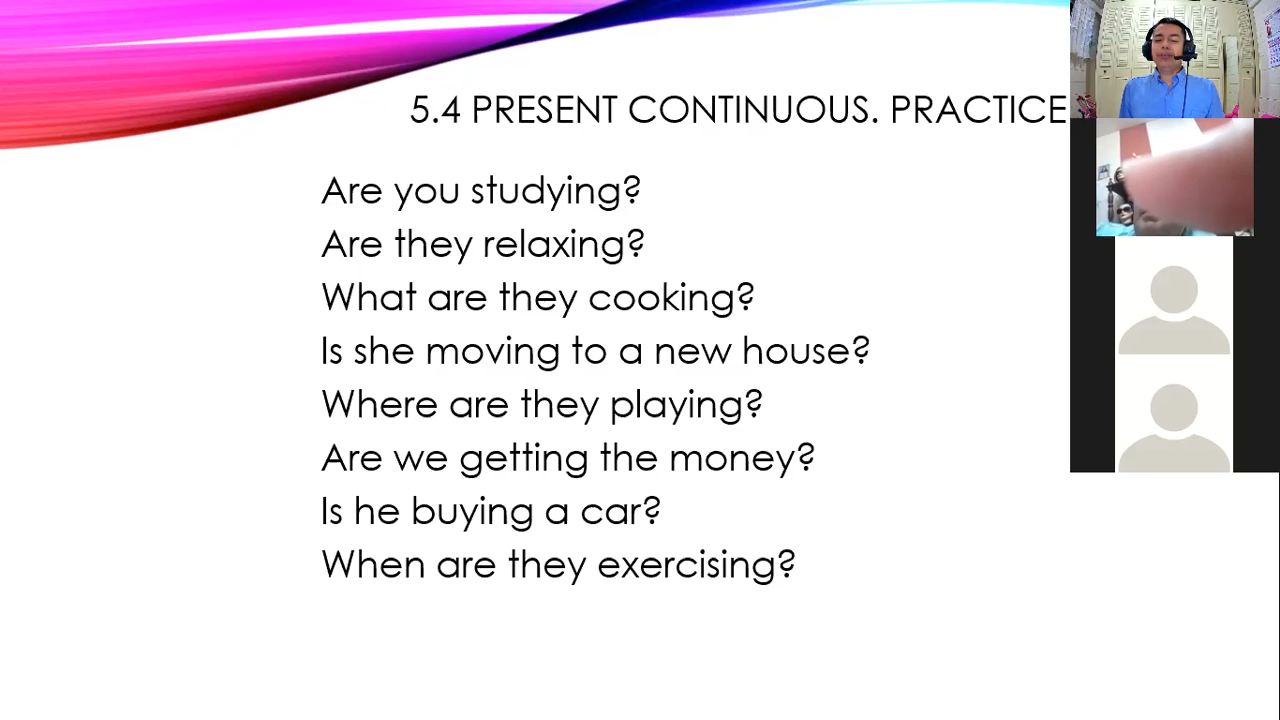 5.4 PRESENT CONTINUOUS. PRACTICE
Are you studying?
Are they relaxing?
What are they cooking?
Is she moving to a new house?
Where are they playing?
Are we getting the money?
Is he buying a car?
When are they exercising?